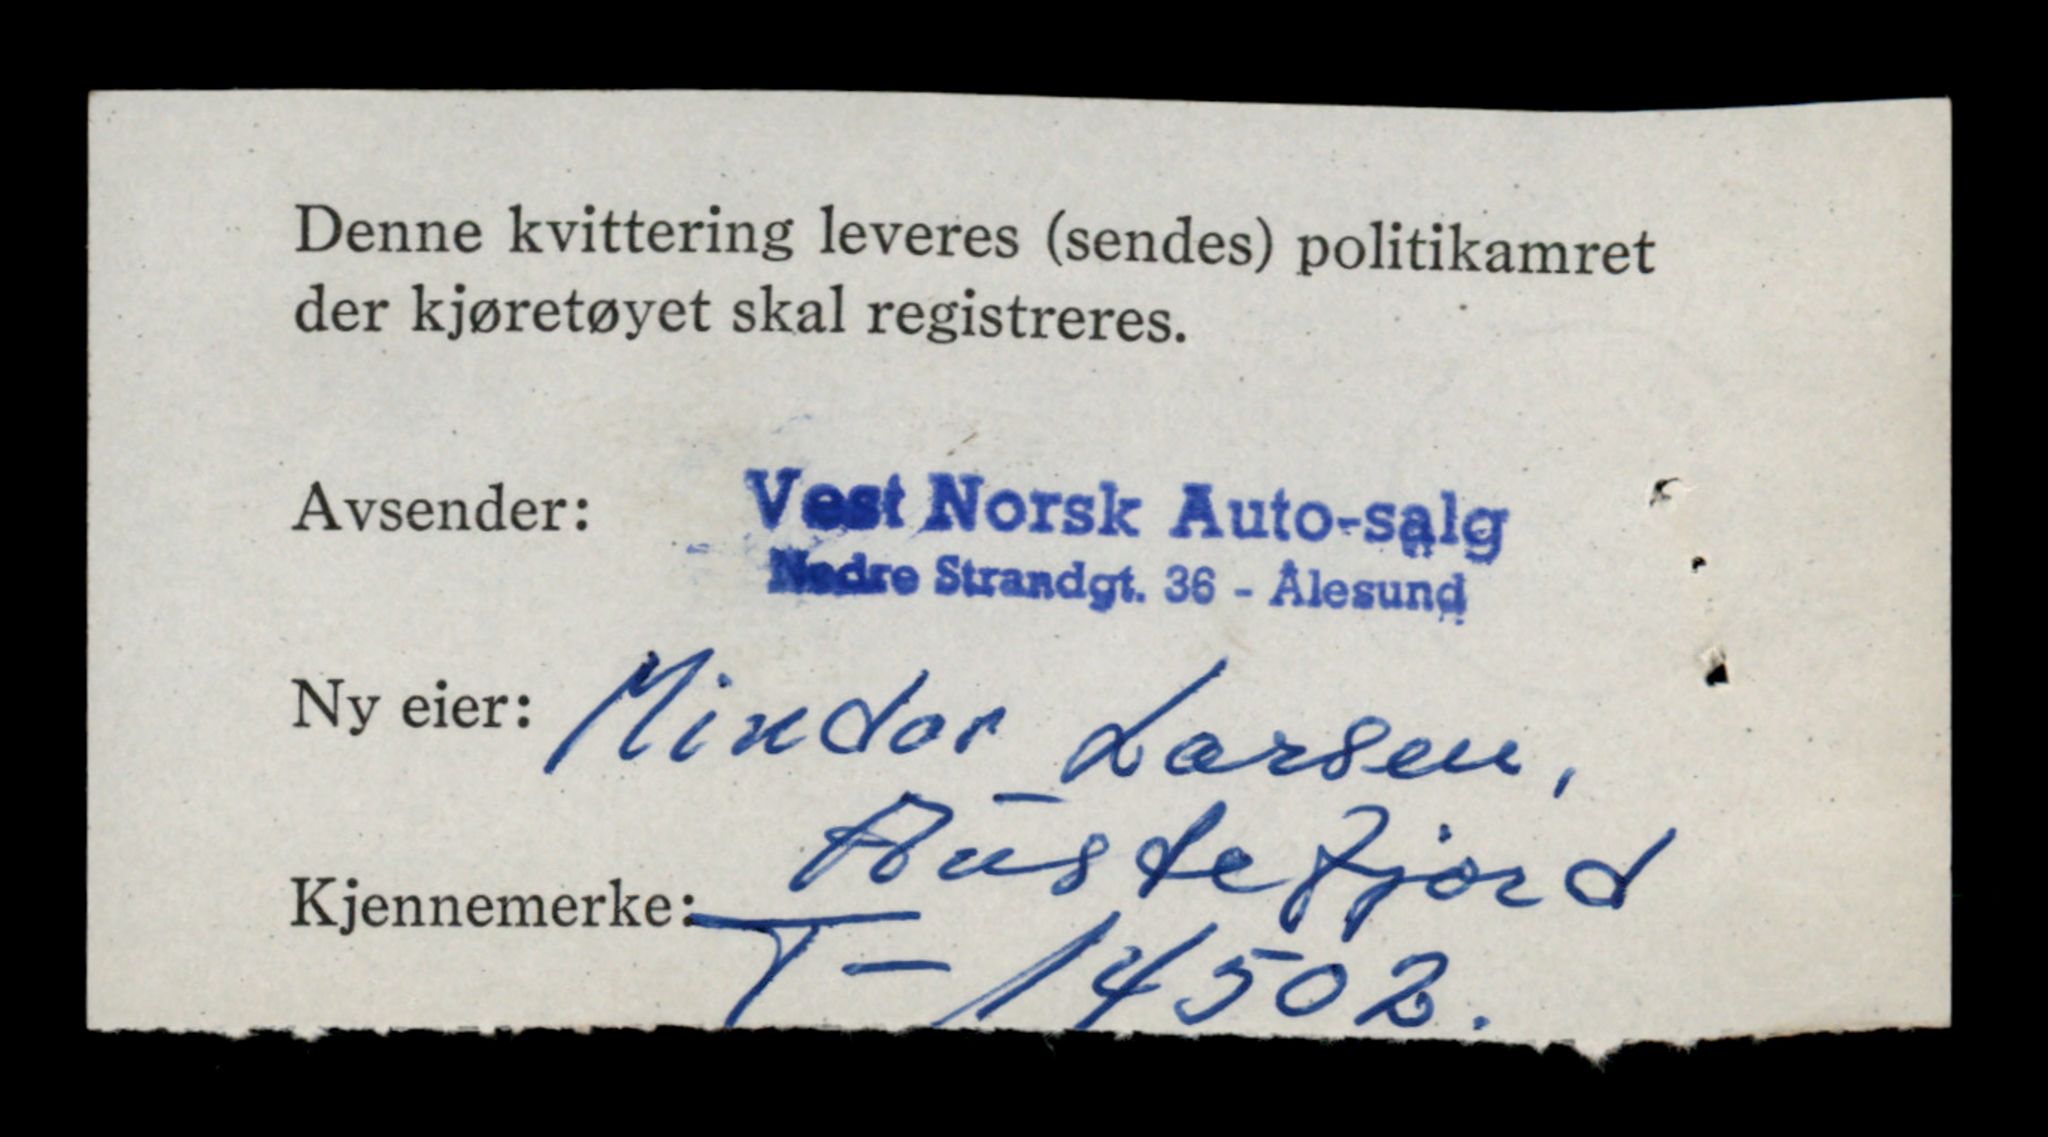 Denne kvittering leveres (sendes) politikamret
der kjøretøyet skal registreres.
Avsender: Vest Norsk Auto-salg
Nedre Strandgt. 36 - Ålesund
Ny eier: Mindor Larsen,
Austefjord
Kjennemerke: T- 14502.